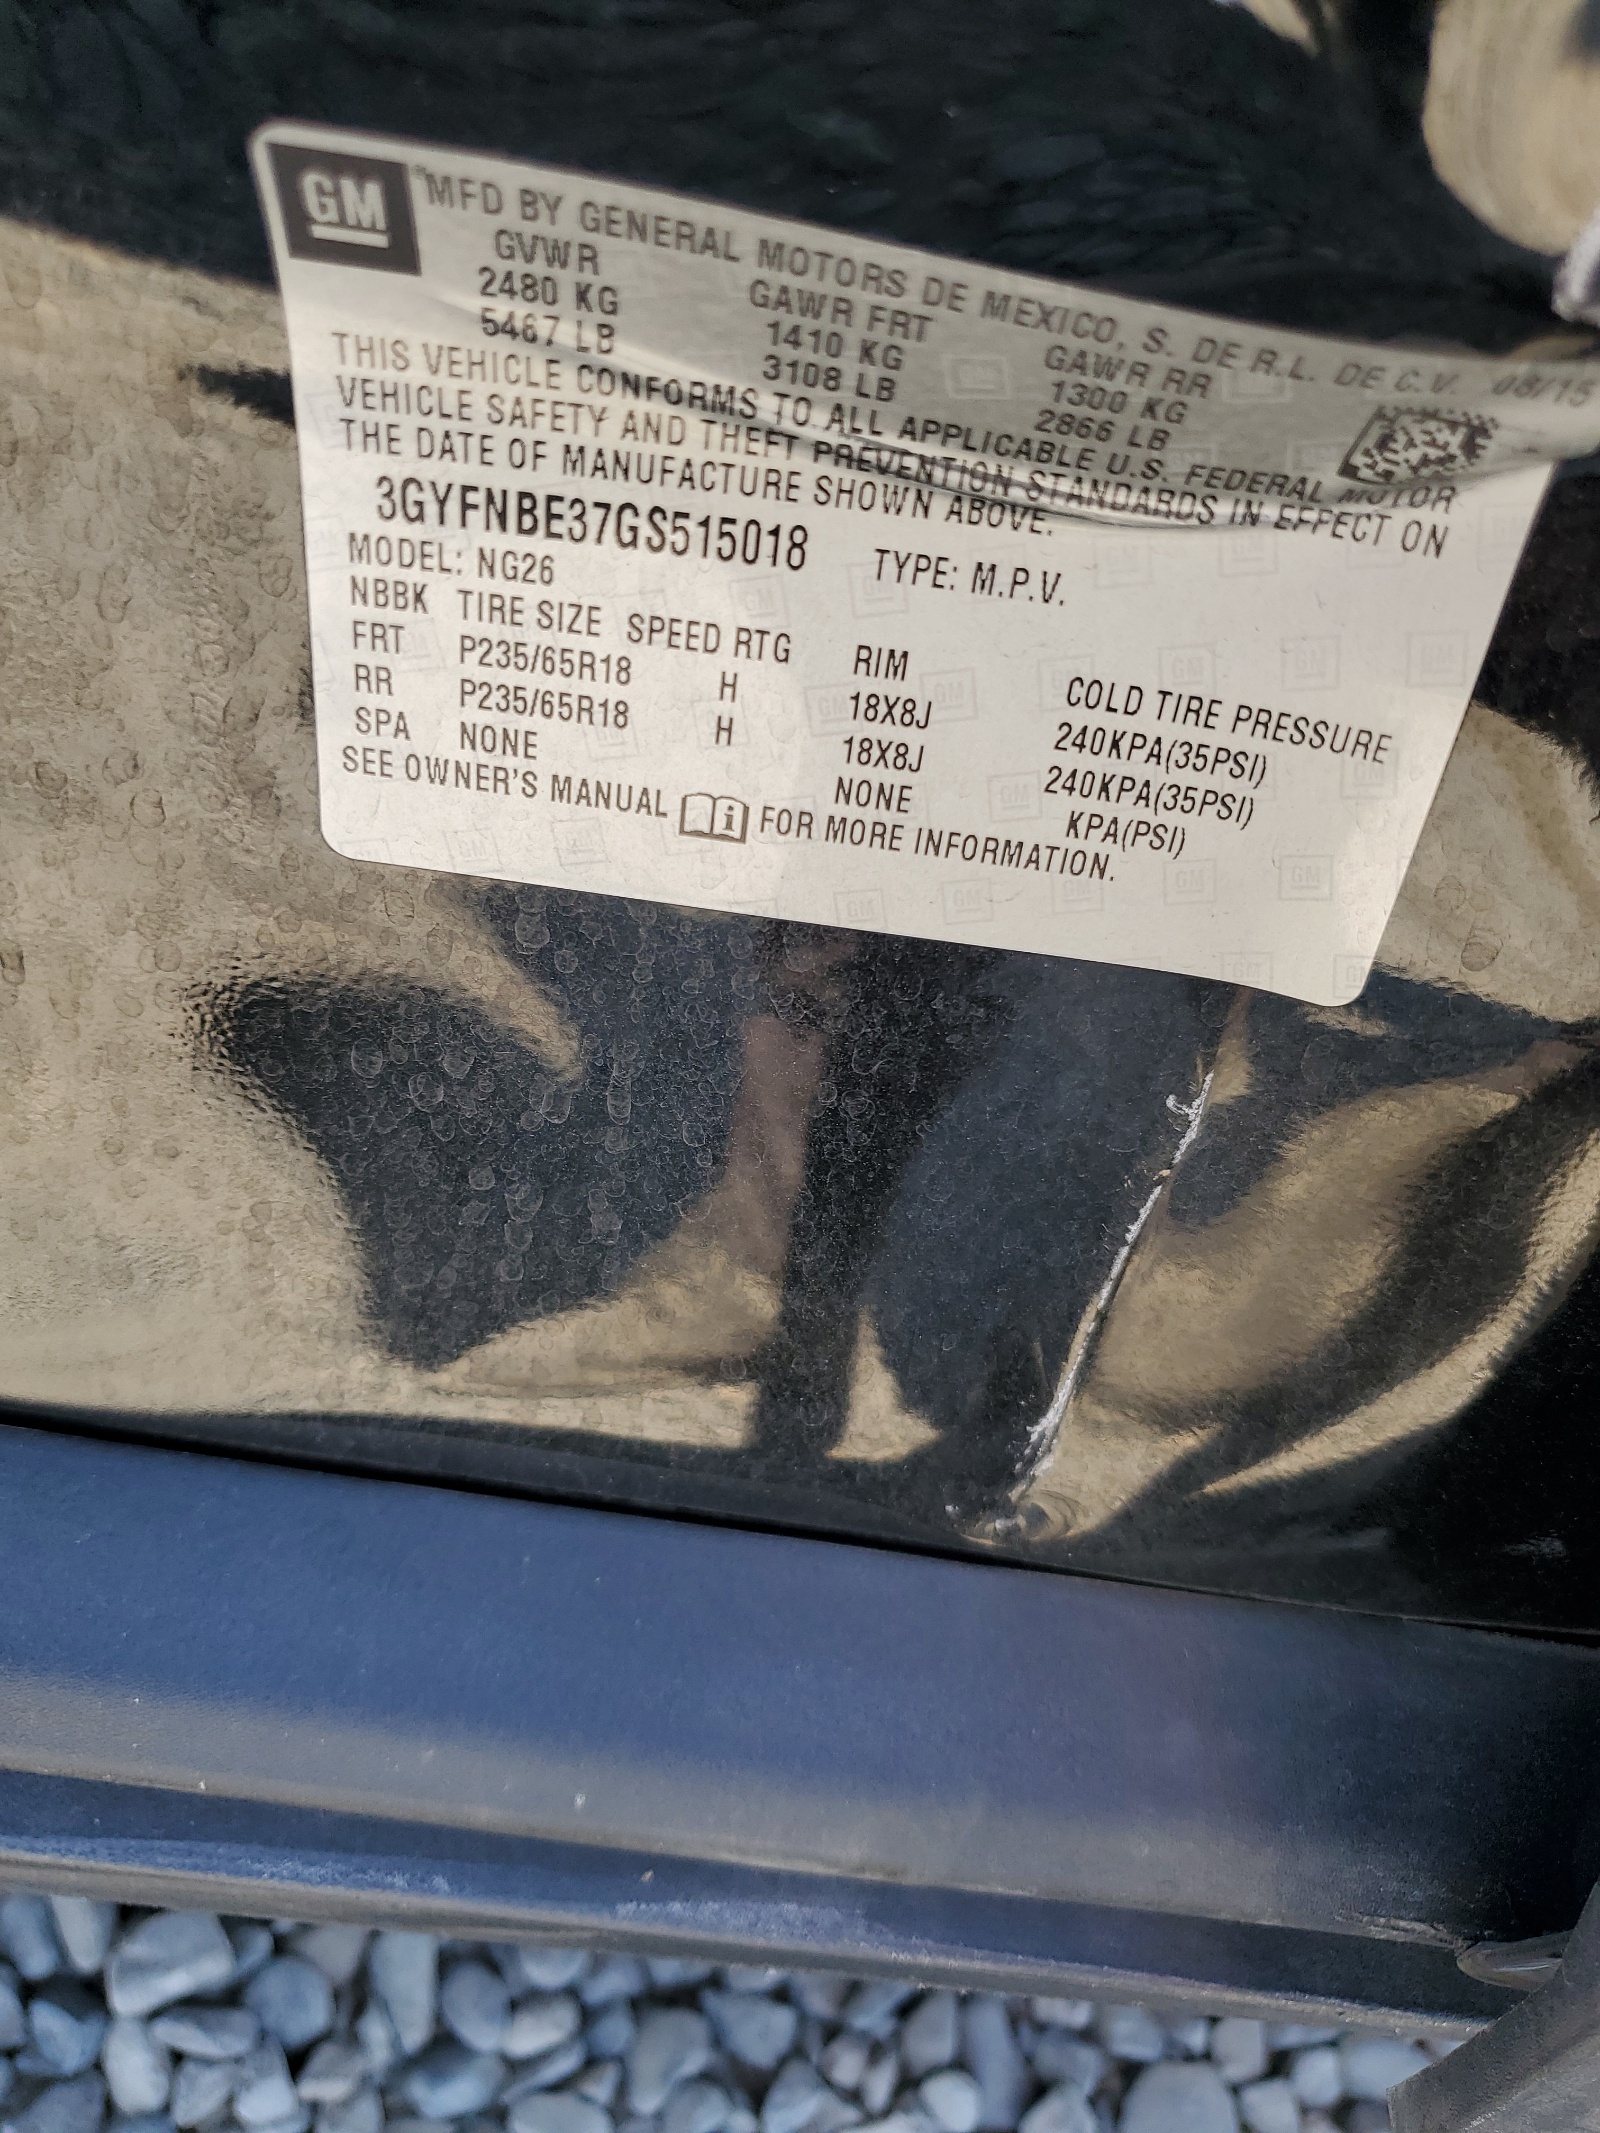 GM
"MFD BY GENERAL MOTORS DE MEXICO, S. DE R.L. DE C.V. 08/15
GVWR GAWR FRT GAWR RR
2480 KG 1410 KG 1300 KG
5467 LB 3108 LB 2866 LB
THIS VEHICLE CONFORMS TO ALL APPLICABLE U.S. FEDERAL MOTOR
VEHICLE SAFETY AND THEFT PREVENTION STANDARDS IN EFFECT ON
THE DATE OF MANUFACTURE SHOWN ABOVE.
3GYFNBE37GS515018 TYPE: M.P.V.
MODEL: NG26
NBBK TIRE SIZE SPEED RTG RIM COLD TIRE PRESSURE
FRT P235/65R18 H 18X8J 240KPA(35PSI)
RR P235/65R18 H 18X8J 240KPA(35PSI)
SPA NONE NONE KPA(PSI)
SEE OWNER'S MANUAL i FOR MORE INFORMATION.